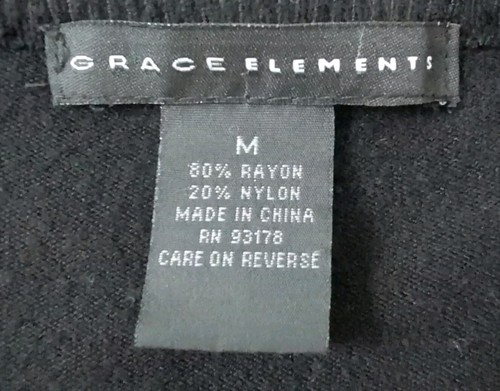 GRACE ELEMENTS
M
80% RAYON
20% NYLON
MADE IN CHINA
RN 93178
CARE ON REVERSE